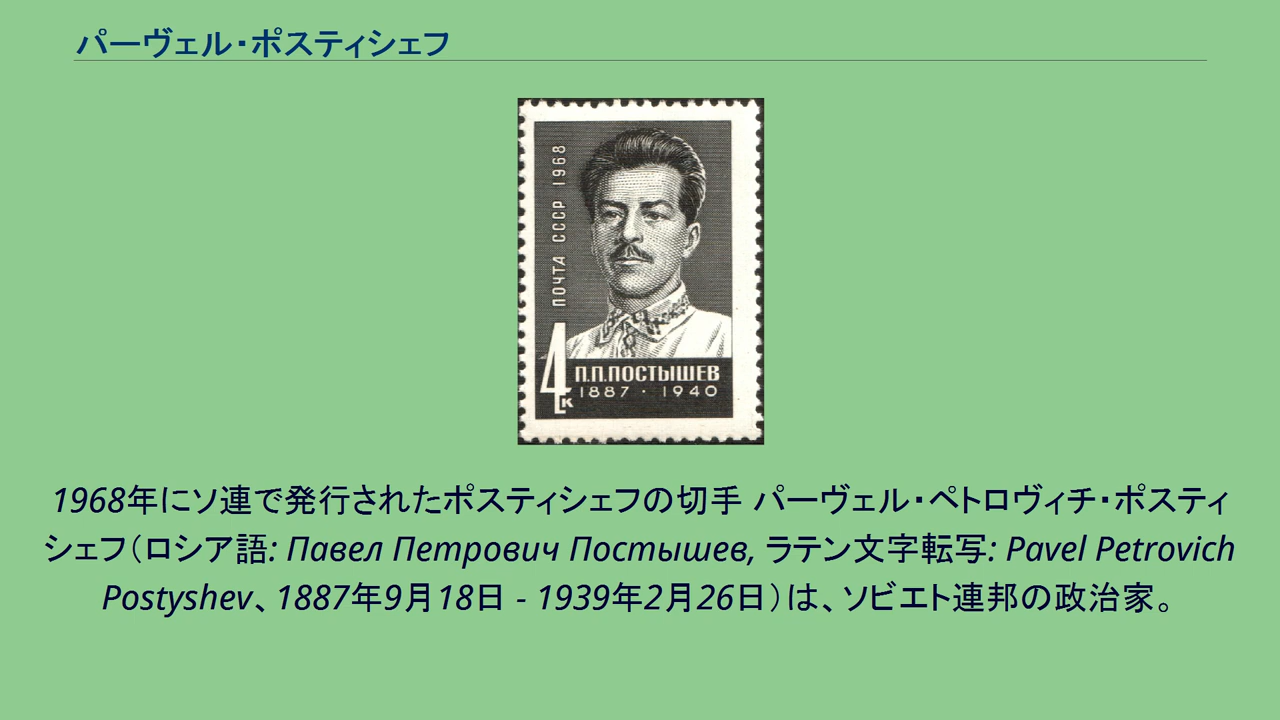 パーヴェル・ポスティシェフ
ПОЧТА СССР 1968
4К
П.П.ПОСТЫШЕВ
1887 · 1940
1968年にソ連で発行されたポスティシェフの切手 パーヴェル・ペトロヴィチ・ポスティ
シェフ（ロシア語: Павел Петрович Постышев, ラテン文字転写: Pavel Petrovich
Postyshev、1887年9月18日 - 1939年2月26日）は、ソビエト連邦の政治家。